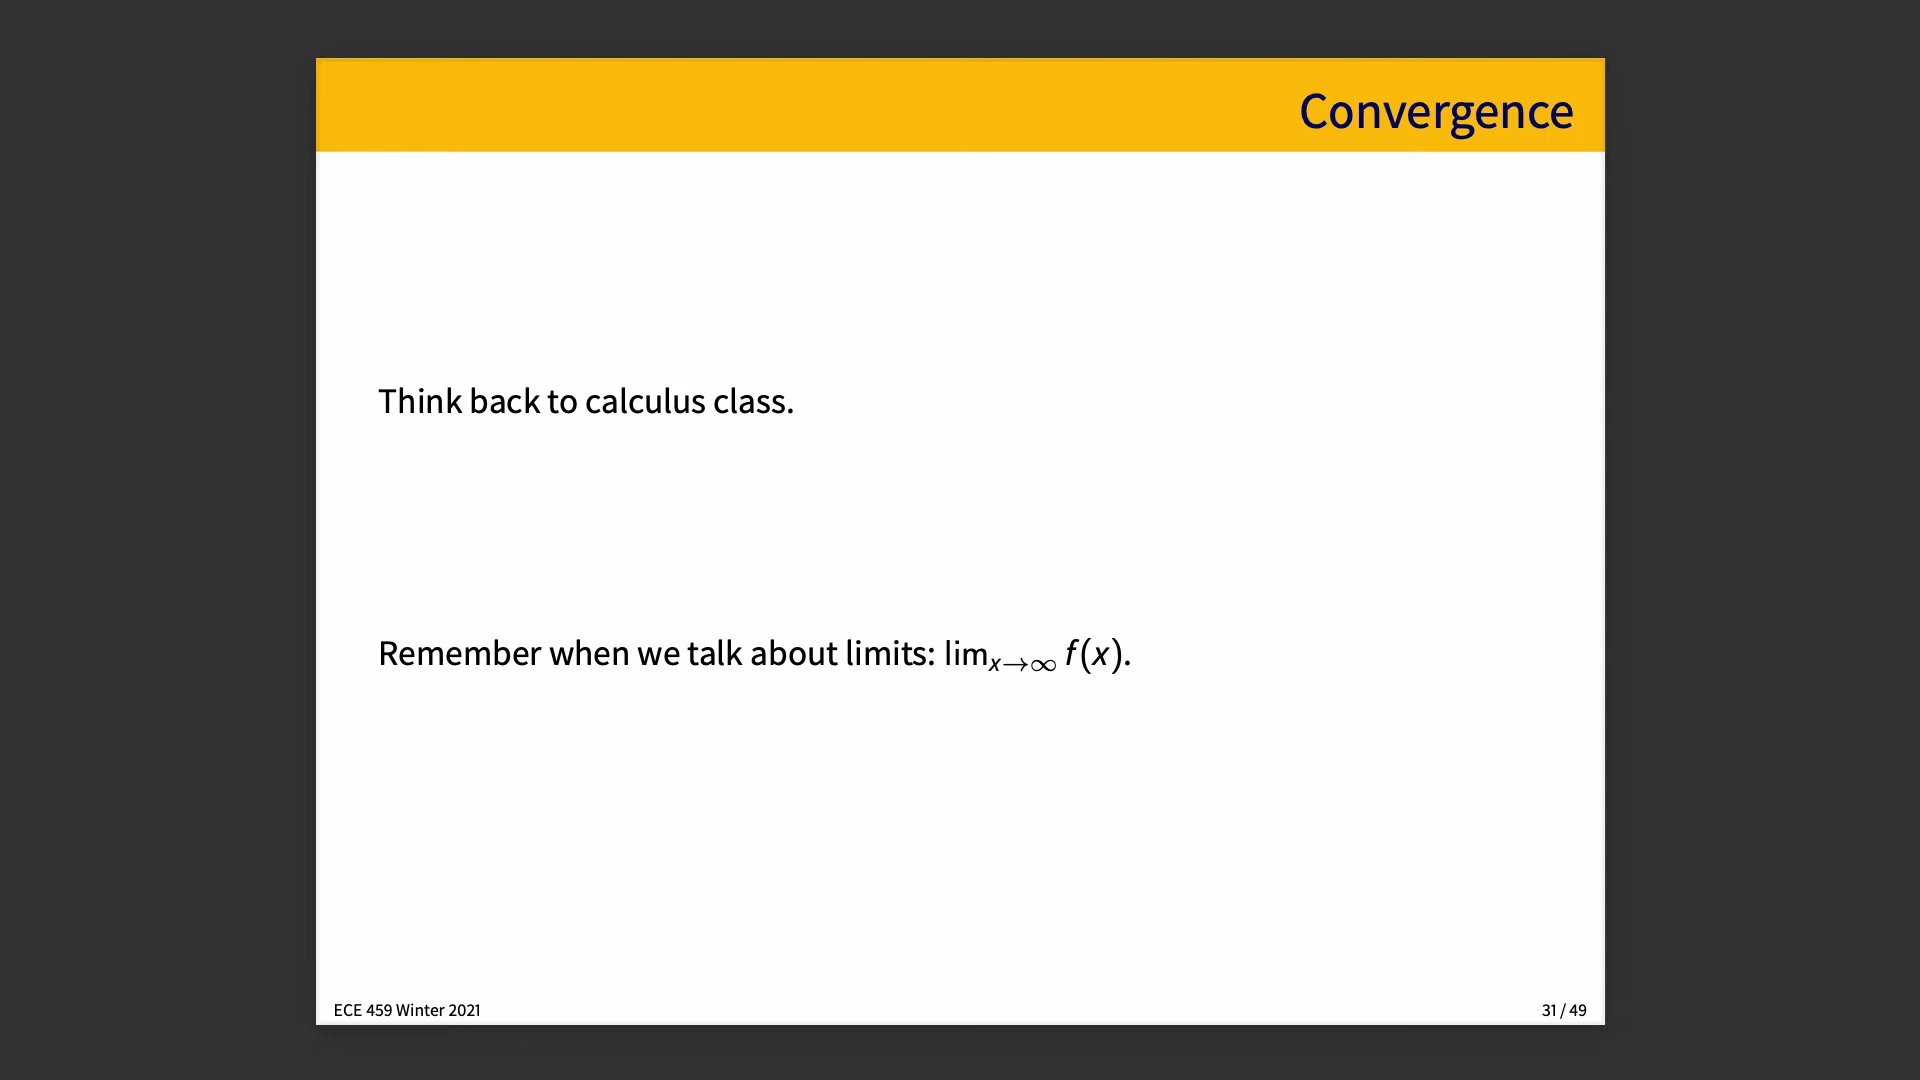 Convergence
Think back to calculus class.
Remember when we talk about limits: lim_{x→∞} f(x).
ECE 459 Winter 2021
31 / 49